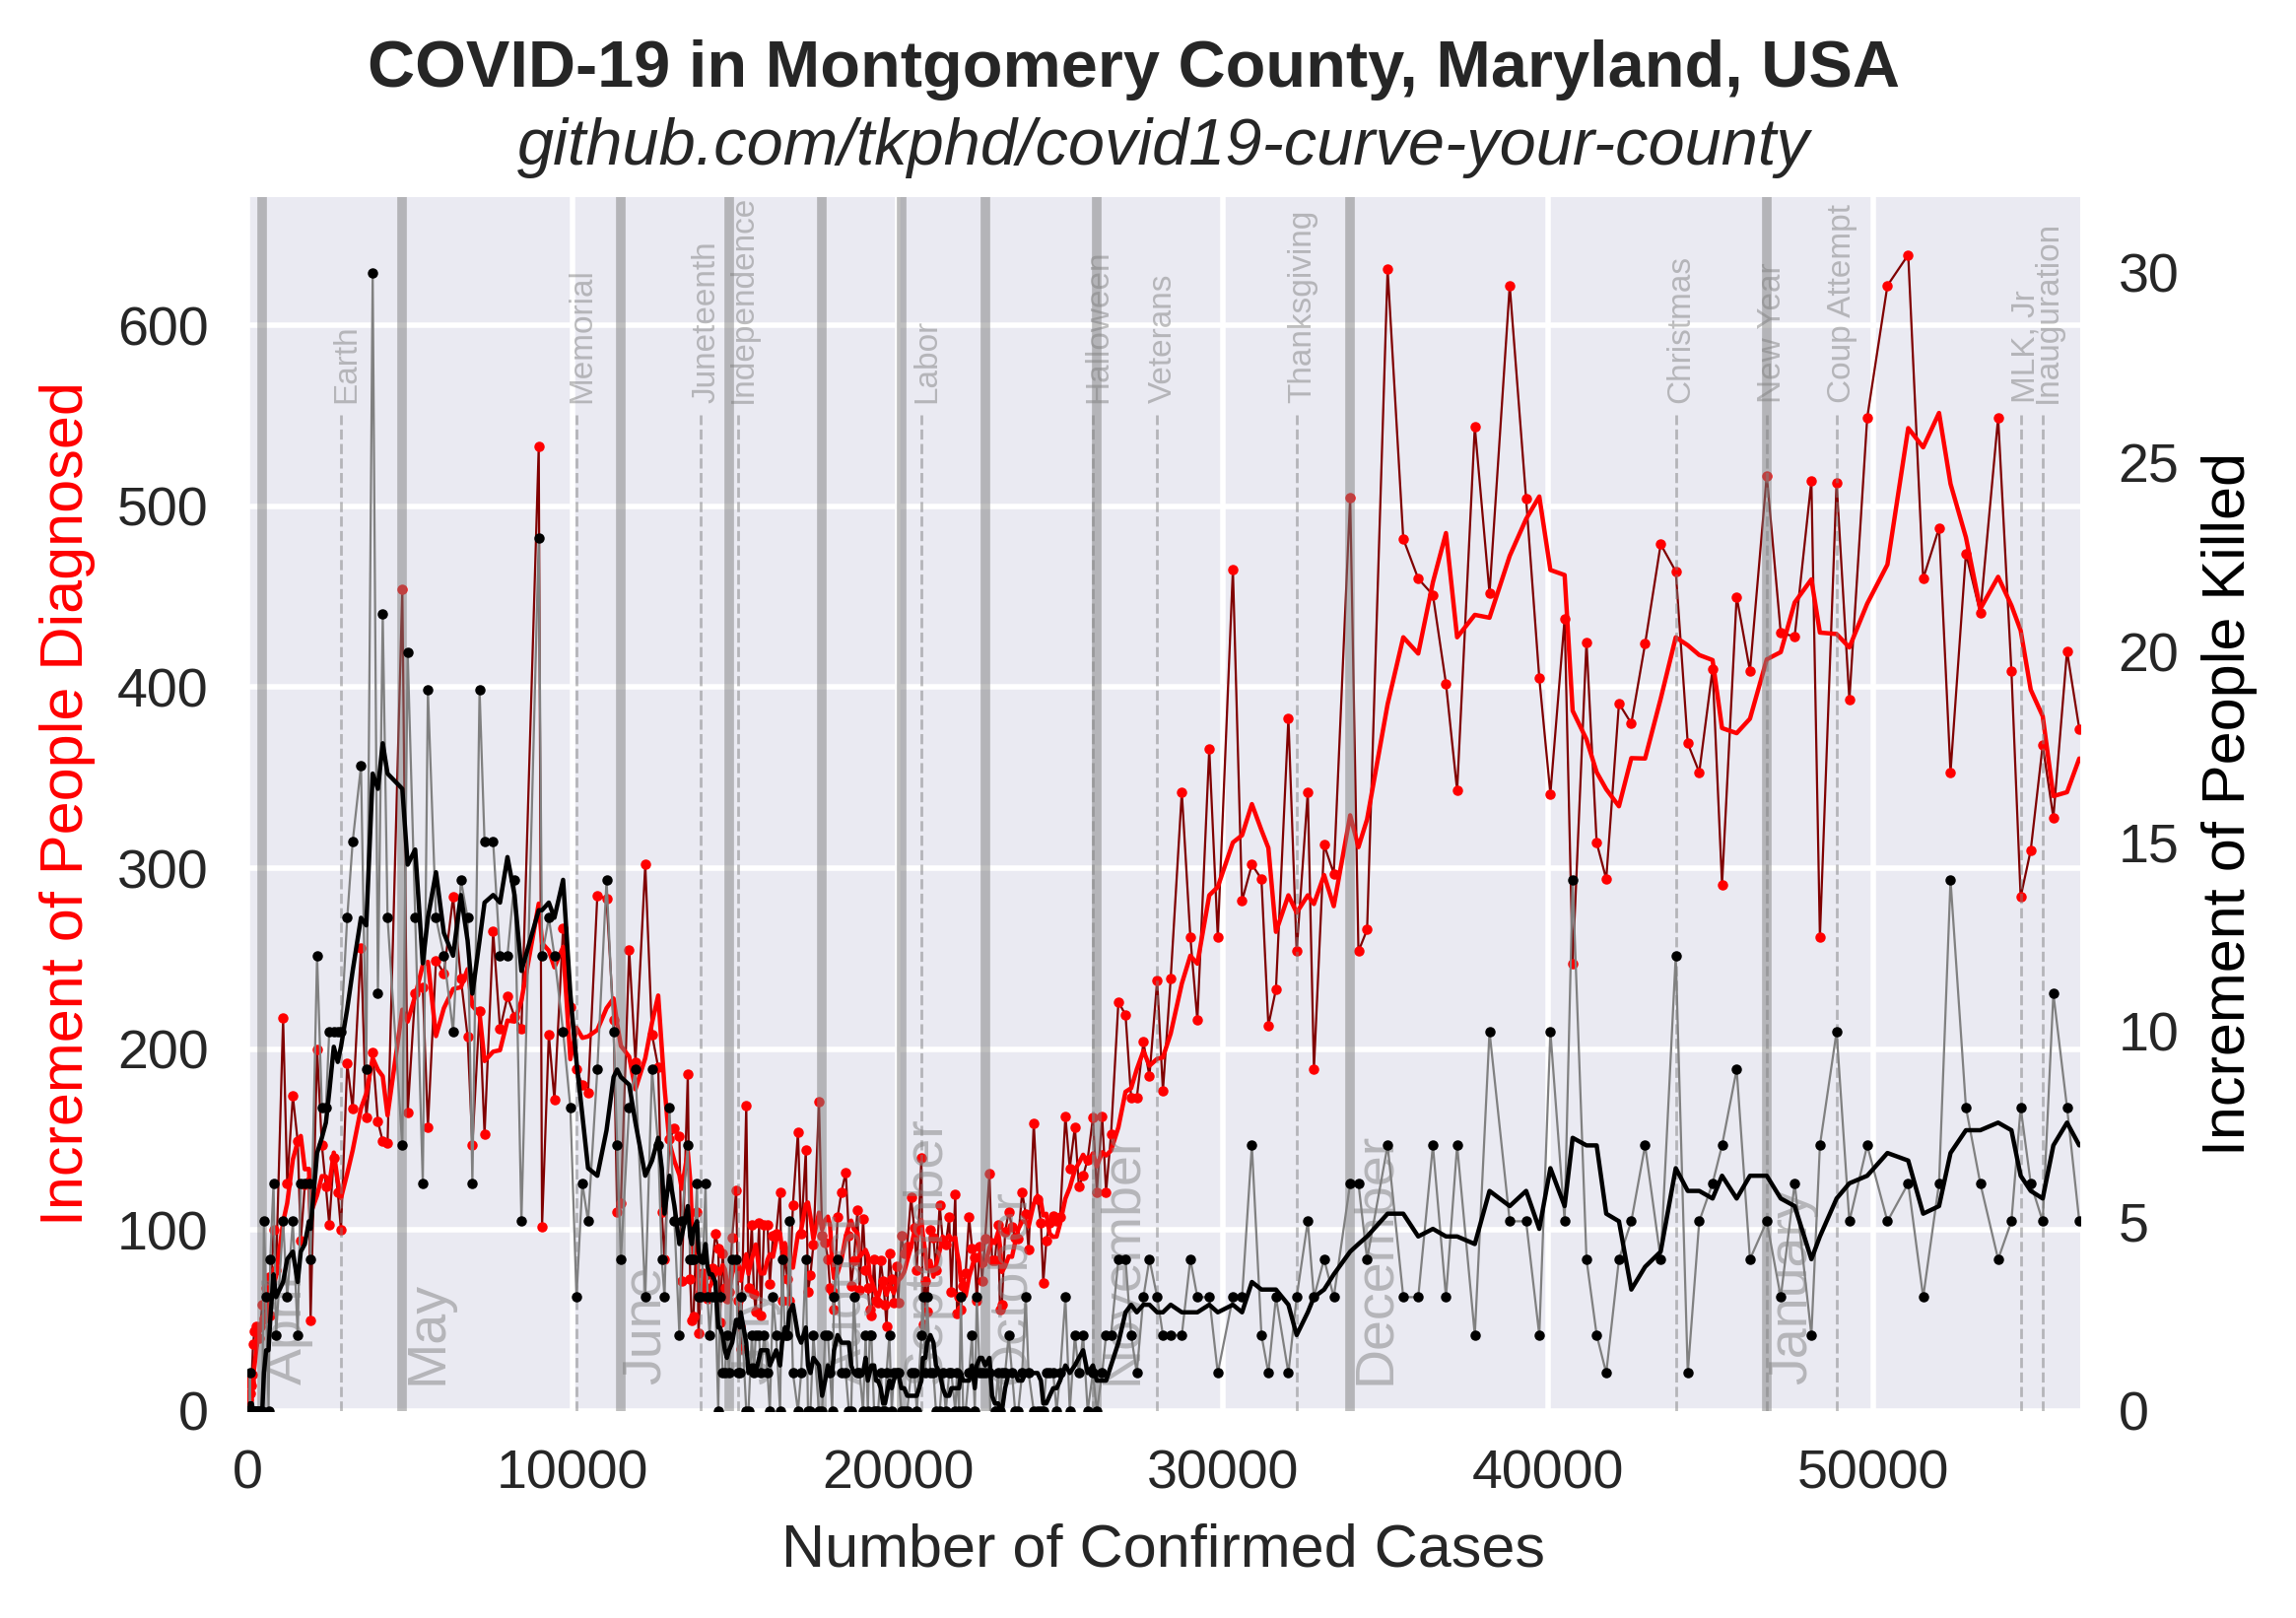 COVID-19 in Montgomery County, Maryland, USA
github.com/tkphd/covid19-curve-your-county
Increment of People Diagnosed
600
500
400
300
200
100
0
Earth
Memorial
Juneteenth
Independence
Labor
Halloween
Veterans
Thanksgiving
Christmas
New Year
Coup Attempt
MLK, Jr
Inauguration
April
May
June
September
October
November
December
January
30
25
20
15
10
5
0
Increment of People Killed
0
10000
20000
30000
40000
50000
Number of Confirmed Cases